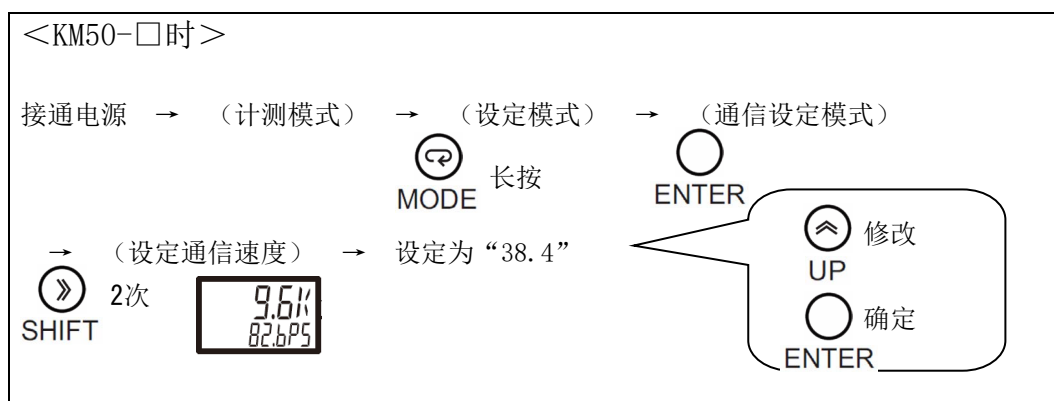 ＜KM50-□时＞
接通电源 → （计测模式） → （设定模式） → （通信设定模式）
MODE 长按
ENTER
→ （设定通信速度） → 设定为“38.4”
SHIFT 2次
9.6K
82.bPS
UP 修改
ENTER 确定